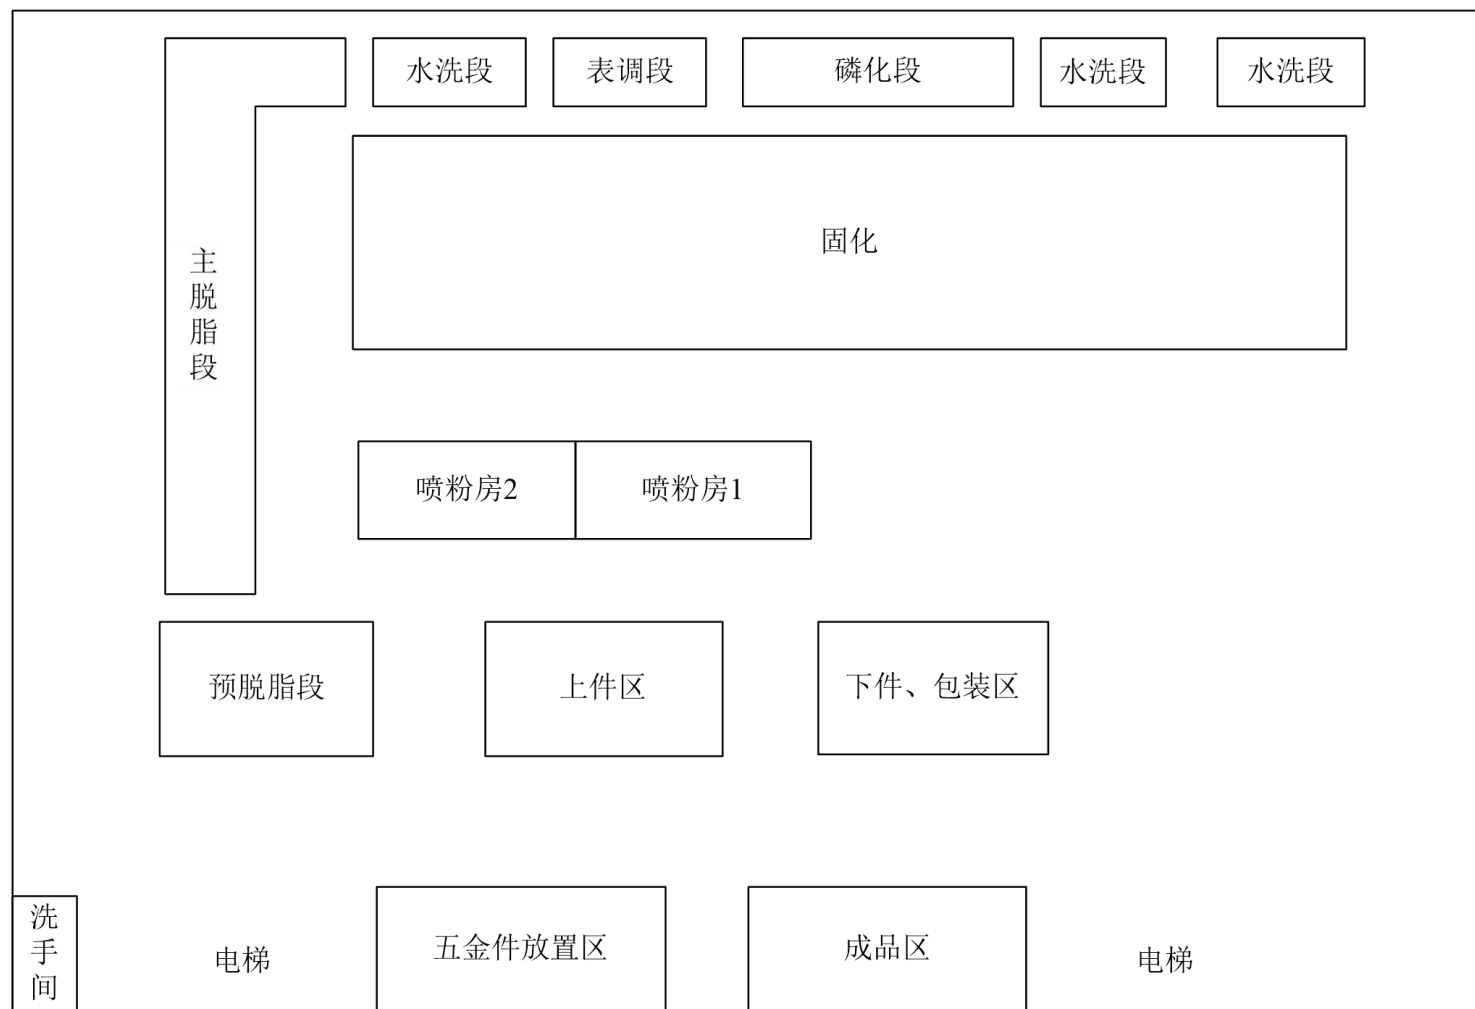 水洗段
表调段
磷化段
水洗段
水洗段
固化
主脱脂段
喷粉房2
喷粉房1
预脱脂段
上件区
下件、包装区
洗手间
电梯
五金件放置区
成品区
电梯